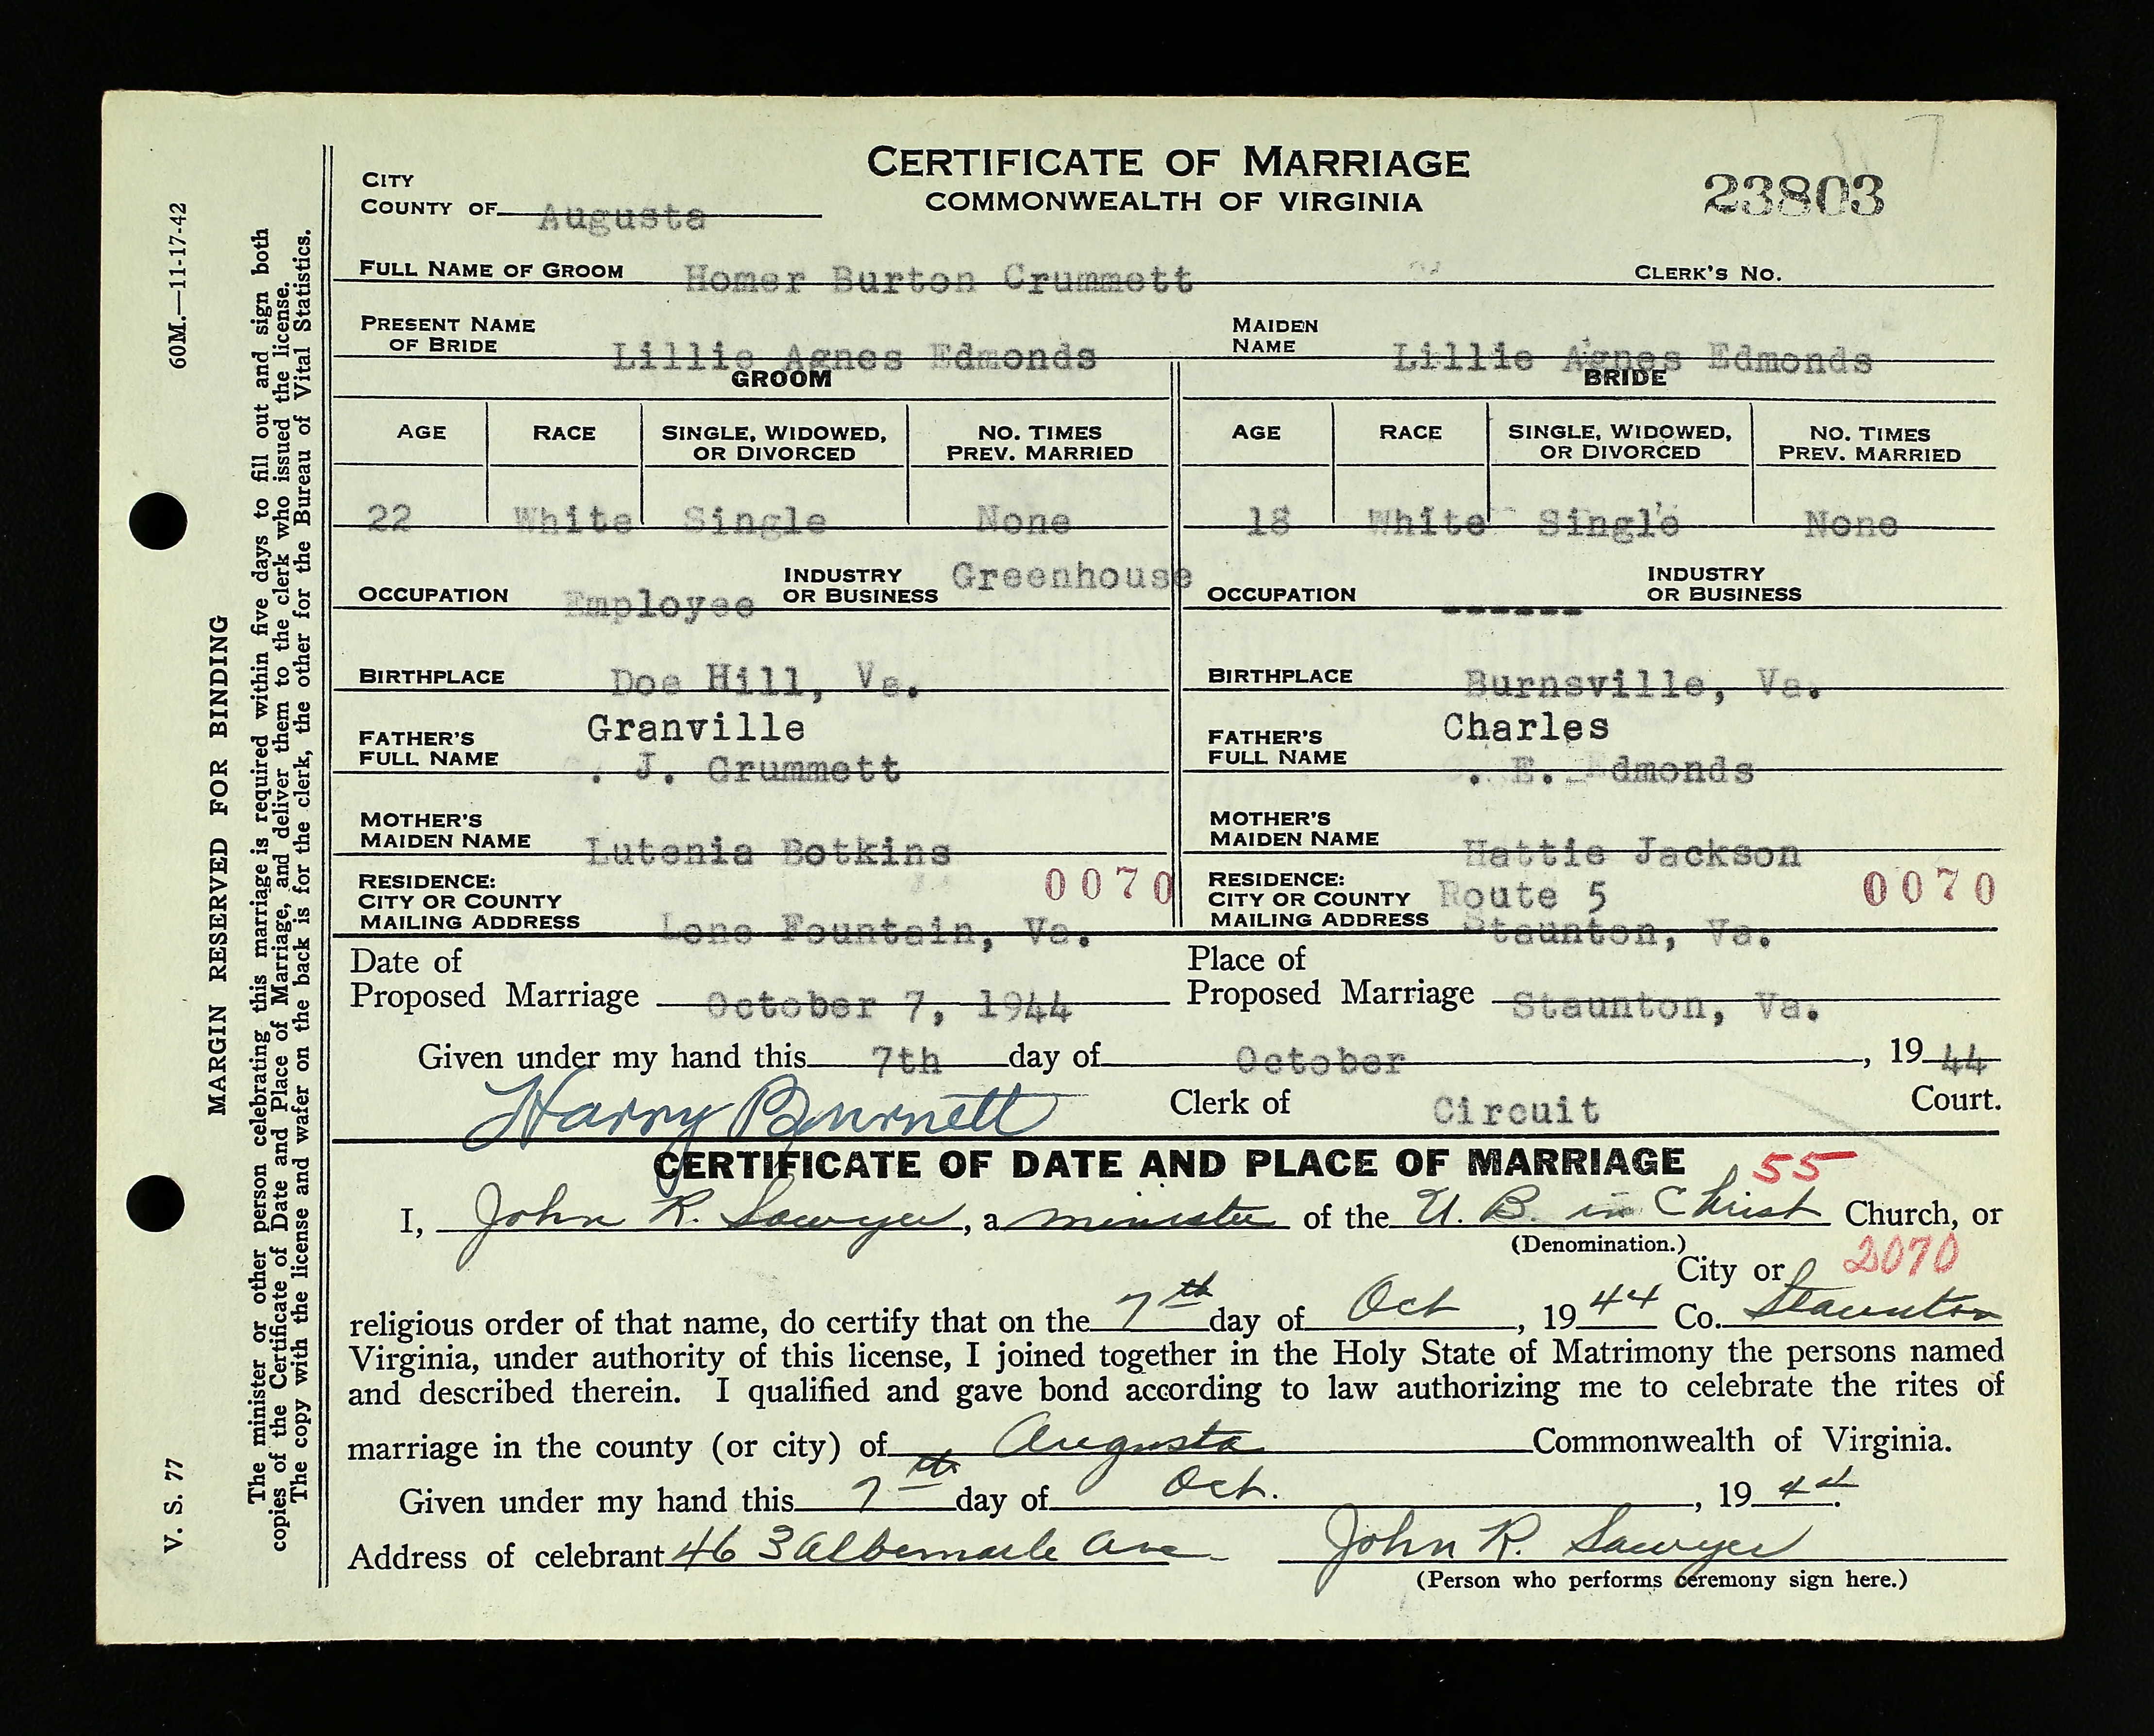 CERTIFICATE OF MARRIAGE
COMMONWEALTH OF VIRGINIA
23803
CITY
COUNTY OF Augusta
FULL NAME OF GROOM Homer Burton Crummett CLERK'S NO.
PRESENT NAME OF BRIDE Lillie Agnes Edmonds MAIDEN NAME Lillie Agnes Edmonds
GROOM BRIDE
AGE RACE SINGLE, WIDOWED, OR DIVORCED NO. TIMES PREV. MARRIED AGE RACE SINGLE, WIDOWED, OR DIVORCED NO. TIMES PREV. MARRIED
22 White Single None 18 White Single None
OCCUPATION Employee INDUSTRY OR BUSINESS Greenhouse OCCUPATION ------ INDUSTRY OR BUSINESS
BIRTHPLACE Doe Hill, Va. BIRTHPLACE Burnsville, Va.
FATHER'S FULL NAME Granville . J. Crummett FATHER'S FULL NAME Charles . E. Edmonds
MOTHER'S MAIDEN NAME Lutenia Botkins MOTHER'S MAIDEN NAME Hattie Jackson
RESIDENCE: CITY OR COUNTY MAILING ADDRESS 0070 Lone Fountain, Va. RESIDENCE: CITY OR COUNTY MAILING ADDRESS Route 5 0070 Staunton, Va.
Date of Proposed Marriage October 7, 1944 Place of Proposed Marriage Staunton, Va.
Given under my hand this 7th day of October, 19 44
Harry Burnett Clerk of Circuit Court.
CERTIFICATE OF DATE AND PLACE OF MARRIAGE 55
I, John R. Sawyer, a minister of the U. B. in Christ Church, or
(Denomination.)
City or 2070
religious order of that name, do certify that on the 7th day of Oct, 19 44 Co. Staunton
Virginia, under authority of this license, I joined together in the Holy State of Matrimony the persons named
and described therein. I qualified and gave bond according to law authorizing me to celebrate the rites of
marriage in the county (or city) of Augusta Commonwealth of Virginia.
Given under my hand this 7th day of Oct., 19 44.
Address of celebrant 463 Albemarle Ave. John R. Sawyer
(Person who performs ceremony sign here.)
V. S. 77 60M.—11-17-42
MARGIN RESERVED FOR BINDING
The minister or other person celebrating this marriage is required within five days to fill out and sign both
copies of the Certificate of Date and Place of Marriage, and deliver them to the clerk who issued the license.
The copy with the license and wafer on the back is for the clerk, the other for the Bureau of Vital Statistics.